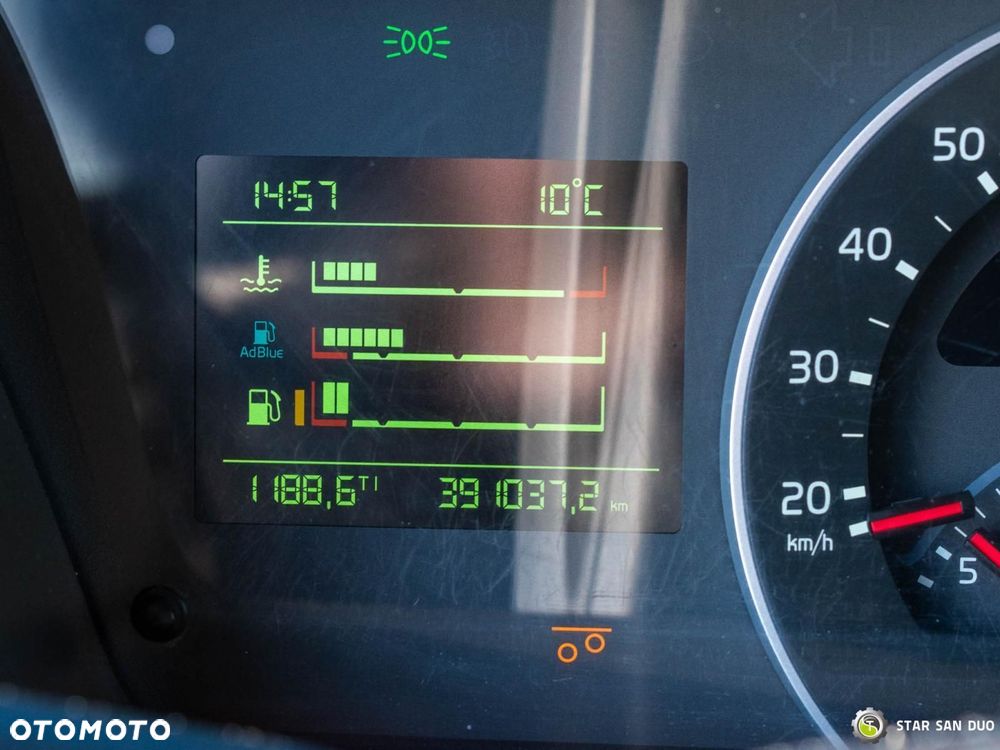 14:57 10°C
AdBlue
1188,6 T1
391037,2 km
50
40
30
20
km/h
5
OTOMOTO
STAR SAN DUO